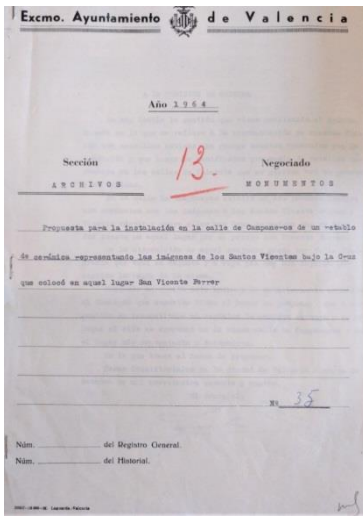 Excmo. Ayuntamiento de Valencia
Año 1964
13.
Sección
Negociado
ARCHIVOS
MONUMENTOS
Propuesta para la instalación en la calle de Campaneros de un retablo
de cerámica representando las imágenes de los Santos Vicentes bajo la Cruz
que colocó en aquel lugar San Vicente Ferrer
Nº 35
Núm. del Registro General.
Núm. del Historial.